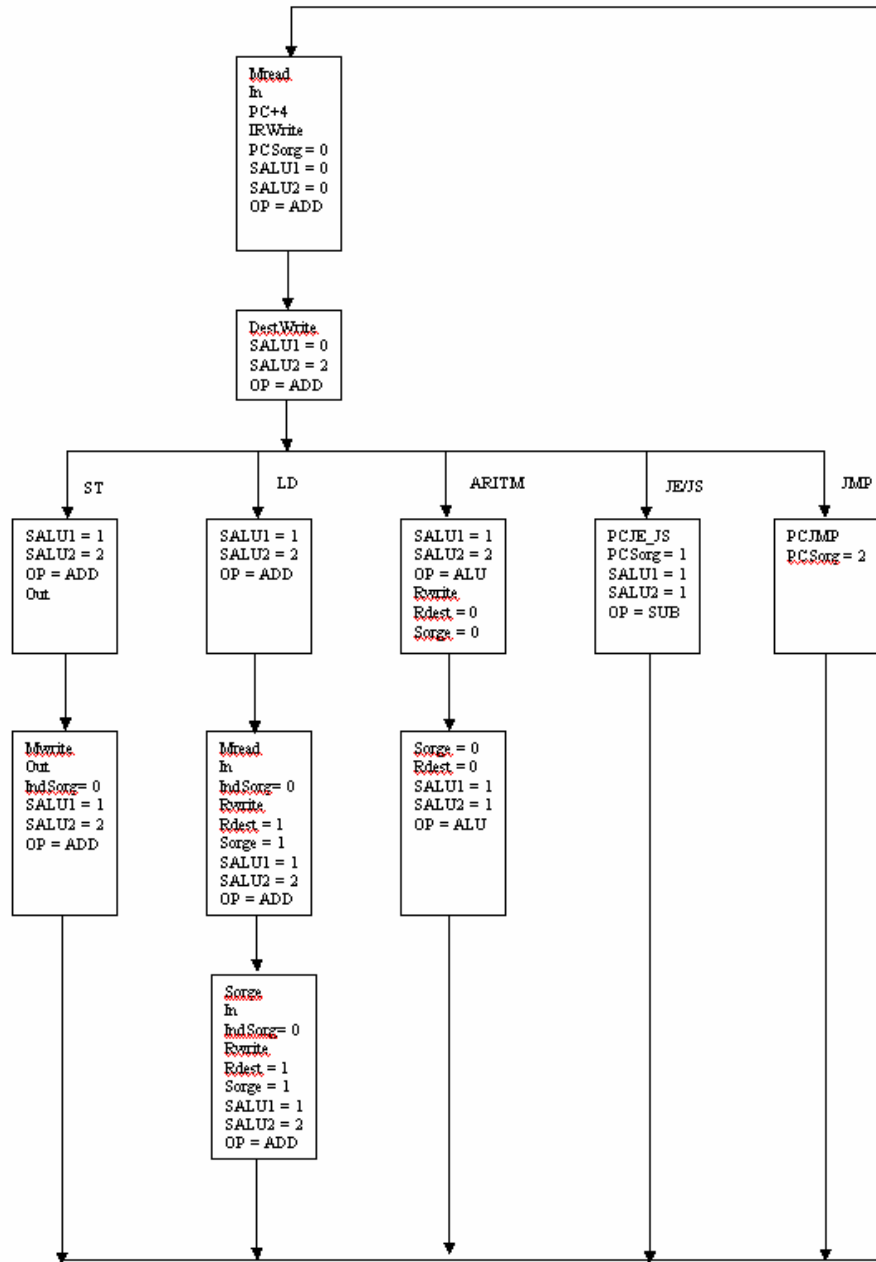 Mread
In
PC+4
IRWrite
PCSorg = 0
SALU1 = 0
SALU2 = 0
OP = ADD
DestWrite
SALU1 = 0
SALU2 = 2
OP = ADD
ST
LD
ARITM
JE/JS
JMP
SALU1 = 1
SALU2 = 2
OP = ADD
Out
SALU1 = 1
SALU2 = 2
OP = ADD
SALU1 = 1
SALU2 = 2
OP = ALU
Rwrite
Rdest = 0
Sorge = 0
PCJE_JS
PCSorg = 1
SALU1 = 1
SALU2 = 1
OP = SUB
PCJMP
PCSorg = 2
Mwrite
Out
IndSorg= 0
SALU1 = 1
SALU2 = 2
OP = ADD
Mread
In
IndSorg= 0
Rwrite
Rdest = 1
Sorge = 1
SALU1 = 1
SALU2 = 2
OP = ADD
Sorge = 0
Rdest = 0
SALU1 = 1
SALU2 = 1
OP = ALU
Sorge
In
IndSorg= 0
Rwrite
Rdest = 1
Sorge = 1
SALU1 = 1
SALU2 = 2
OP = ADD